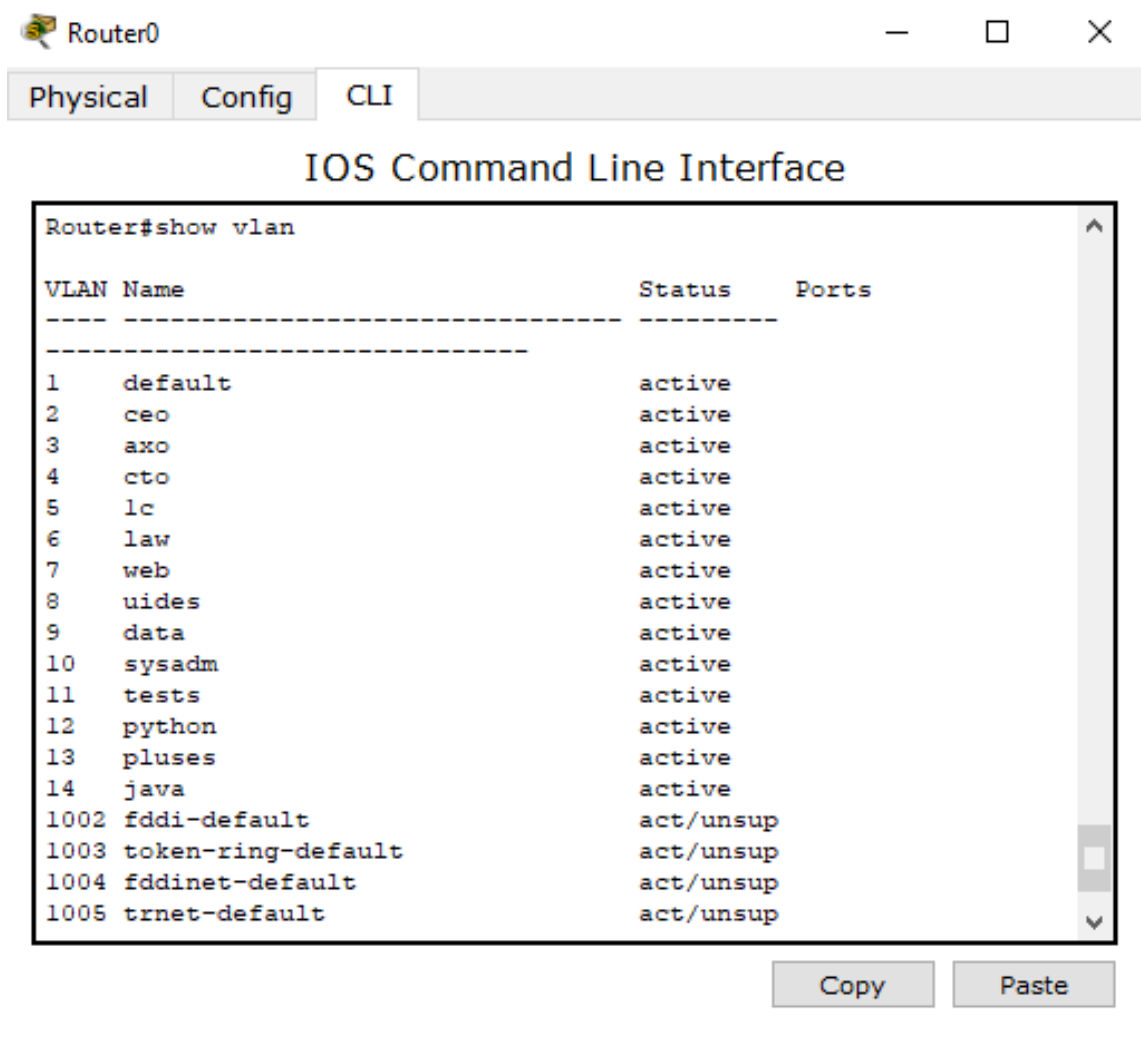 Router0
Physical Config CLI
IOS Command Line Interface
Router#show vlan
VLAN Name Status Ports
---- -------------------------------- ---------
-------------------------------
1 default active
2 ceo active
3 axo active
4 cto active
5 lc active
6 law active
7 web active
8 uides active
9 data active
10 sysadm active
11 tests active
12 python active
13 pluses active
14 java active
1002 fddi-default act/unsup
1003 token-ring-default act/unsup
1004 fddinet-default act/unsup
1005 trnet-default act/unsup
Copy Paste